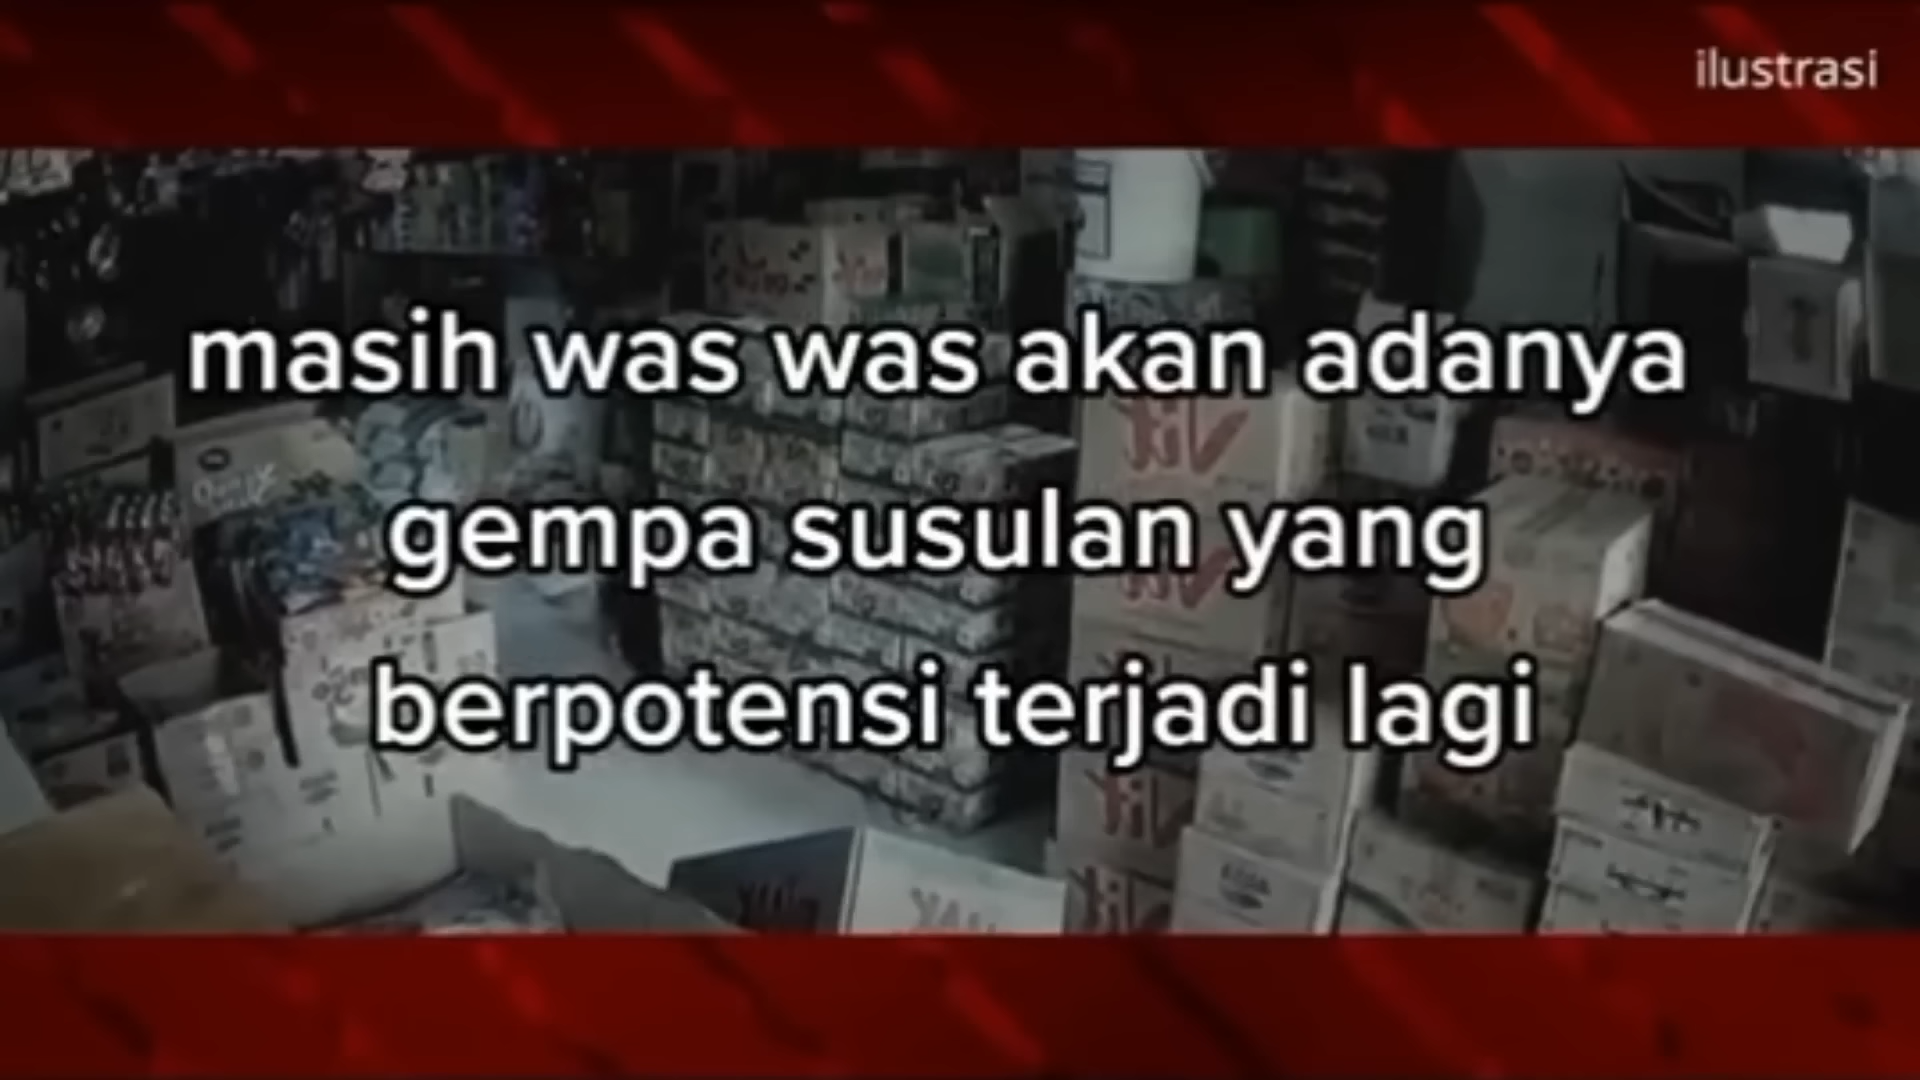 ilustrasi
masih was was akan adanya
gempa susulan yang
berpotensi terjadi lagi